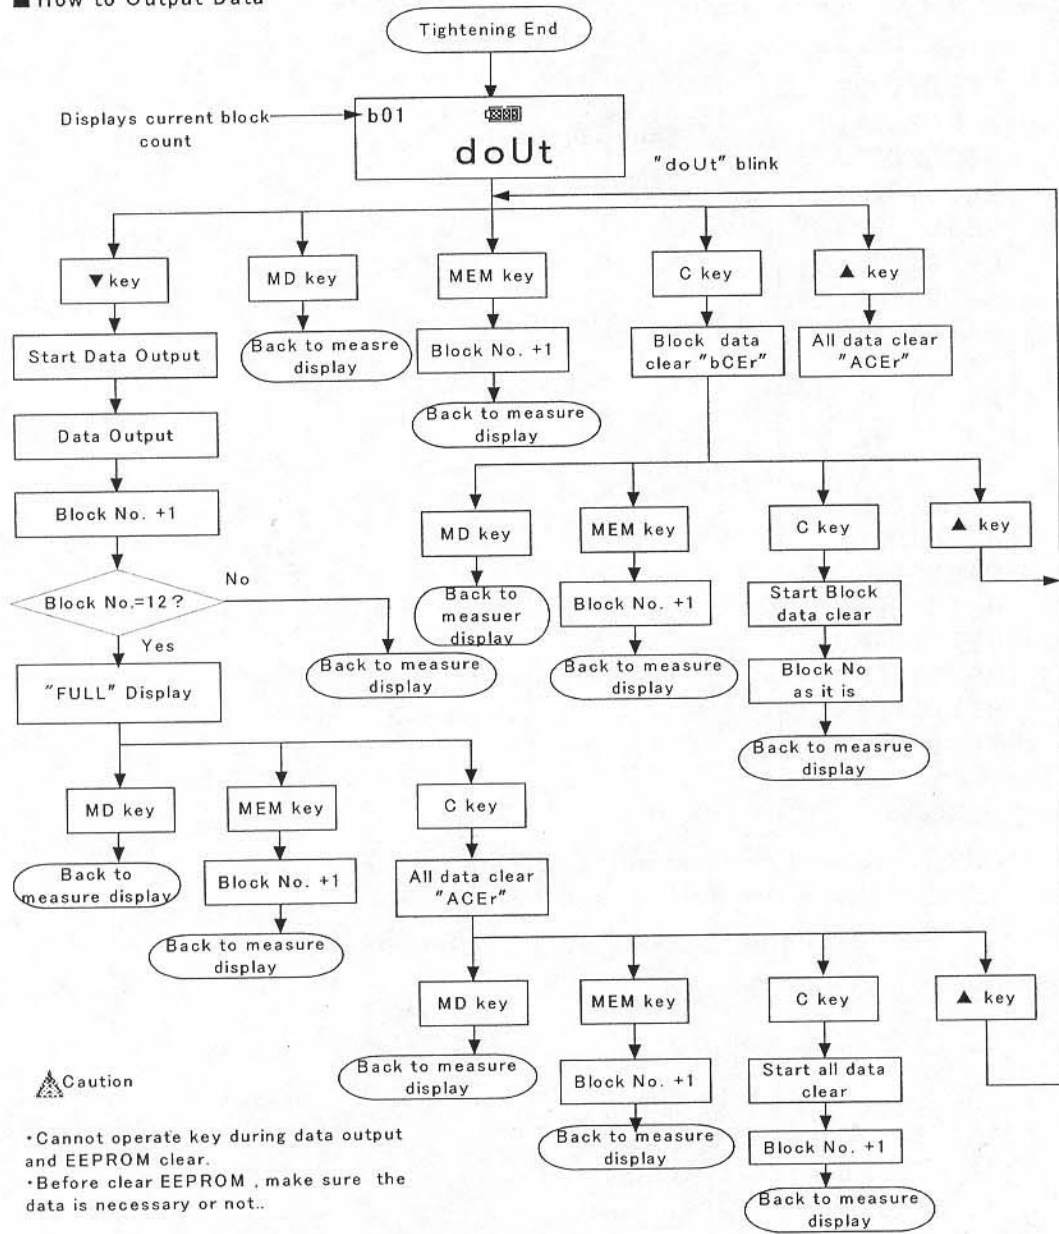 ■ How to Output Data
Tightening End
Displays current block
count
b01
doUt
"doUt" blink
▼ key
MD key
MEM key
C key
▲ key
Start Data Output
Back to measre
display
Block No. +1
Block data
clear "bCEr"
All data clear
"ACEr"
Back to measure
display
Data Output
Block No. +1
MD key
MEM key
C key
▲ key
Block No.=12?
No
Yes
Back to
measuer
display
Block No. +1
Start Block
data clear
Back to measure
display
Back to measure
display
Block No
as it is
"FULL" Display
Back to measrue
display
MD key
MEM key
C key
Back to
measure display
Block No. +1
All data clear
"ACEr"
Back to measure
display
MD key
MEM key
C key
▲ key
Back to measure
display
Block No. +1
Start all data
clear
Back to measure
display
Block No. +1
Back to measure
display
Caution
・Cannot operate key during data output
and EEPROM clear.
・Before clear EEPROM , make sure the
data is necessary or not..